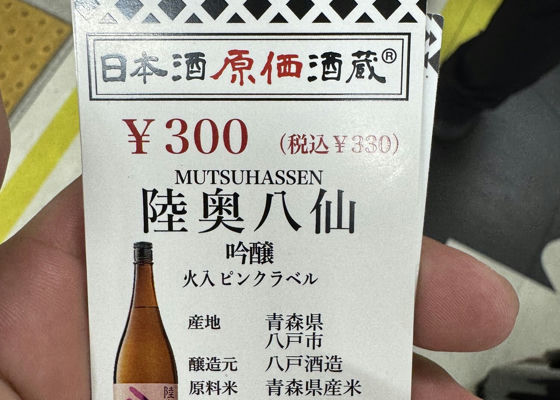 日本酒原価酒蔵®
¥300 (税込¥330)
MUTSUHASSEN
陸奥八仙
吟醸
火入ピンクラベル
産地 青森県
八戸市
醸造元 八戸酒造
原料米 青森県産米
陸